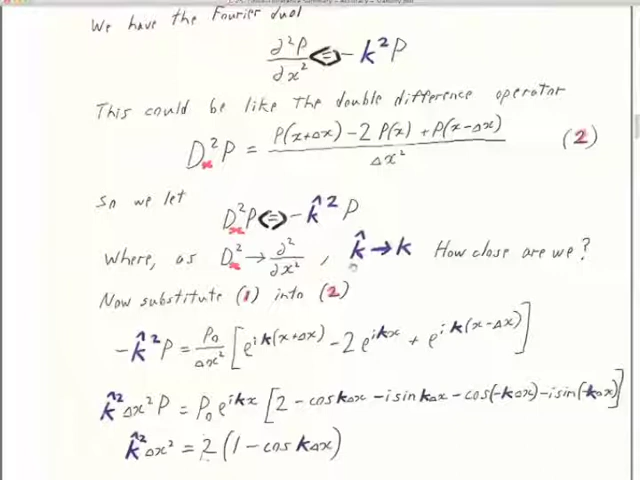 We have the Fourier dual
∂²P/∂x² <=> -k²P
This could be like the double difference operator
Dₓ²P = P(x+Δx) - 2P(x) + P(x-Δx) / Δx² (2)
So we let
Dₓ²P <=> -k̂²P
Where, as Dₓ² → ∂²/∂x² , k̂ → k How close are we?
Now substitute (1) into (2)
-k̂²P = P₀/Δx² [e^{ik(x+Δx)} - 2e^{ikx} + e^{ik(x-Δx)}]
k̂²Δx²P = P₀e^{ikx} [2 - cos kΔx - i sin kΔx - cos(-kΔx) - i sin(-kΔx)]
k̂²Δx² = 2(1 - cos kΔx)